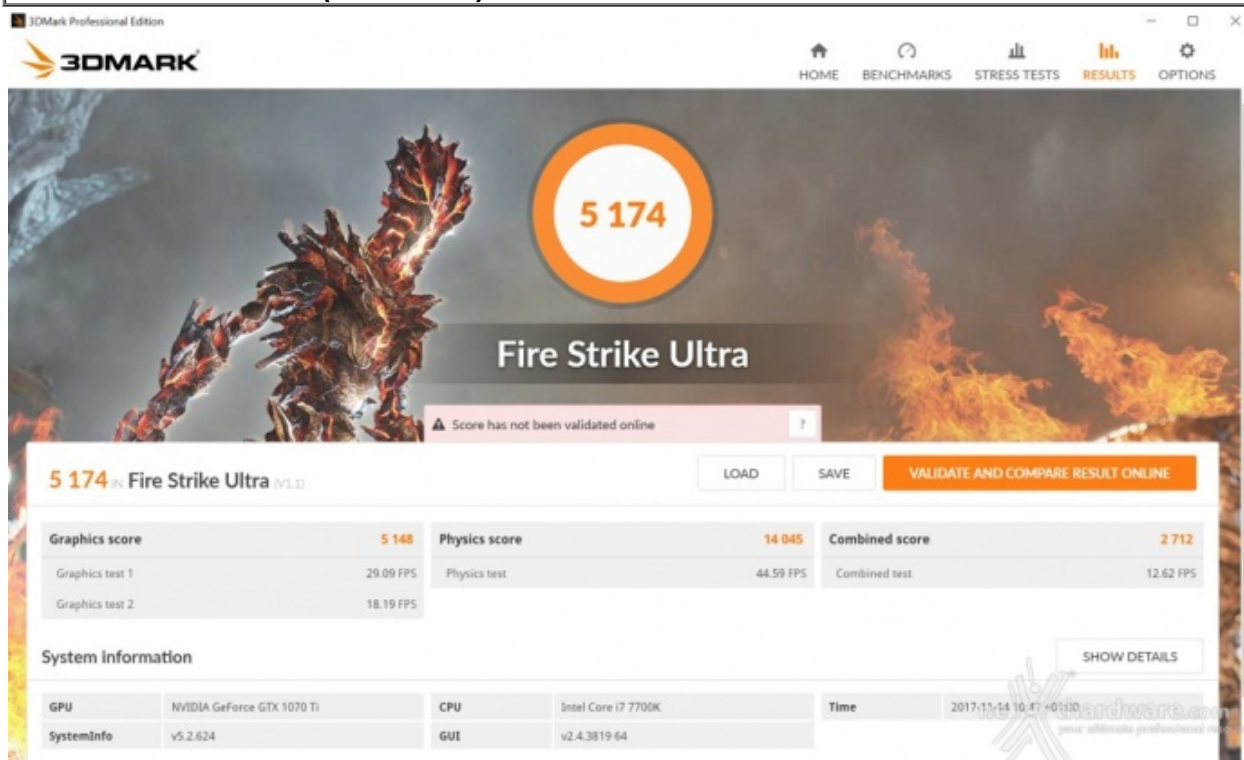 3DMark Professional Edition
3DMARK
HOME BENCHMARKS STRESS TESTS RESULTS OPTIONS
5 174
Fire Strike Ultra
Score has not been validated online ?
5 174 IN Fire Strike Ultra (V1.1) LOAD SAVE VALIDATE AND COMPARE RESULT ONLINE
Graphics score 5 148 Physics score 14 045 Combined score 2 712
Graphics test 1 29.09 FPS Physics test 44.59 FPS Combined test 12.62 FPS
Graphics test 2 18.19 FPS
System information SHOW DETAILS
GPU NVIDIA GeForce GTX 1070 Ti CPU Intel Core i7 7700K Time
SystemInfo v5.2.624 GUI v2.4.3819 64